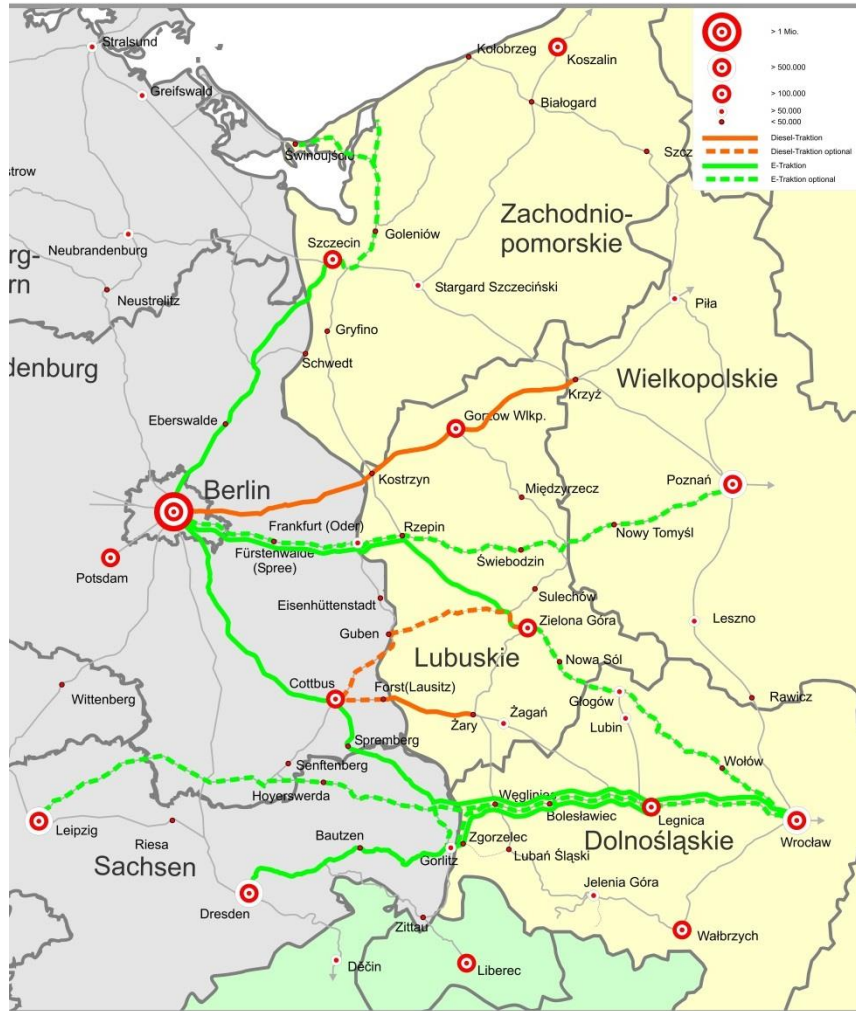 Stralsund
Kołobrzeg
Koszalin
> 1 Mio.
> 500.000
> 100.000
> 50.000
< 50.000
Diesel-Traktion
Diesel-Traktion optional
E-Traktion
E-Traktion optional
Greifswald
Białogard
Świnoujście
Szcz
strow
Zachodnio-
pomorskie
Goleniów
Szczecin
Neubrandenburg
rg-
rn
Stargard Szczeciński
Neustrelitz
Piła
Gryfino
Schwedt
denburg
Wielkopolskie
Krzyż
Gorzów Wlkp.
Eberswalde
Kostrzyn
Poznań
Berlin
Międzyrzecz
Frankfurt (Oder)
Rzepin
Nowy Tomyśl
Fürstenwalde
(Spree)
Świebodzin
Potsdam
Eisenhüttenstadt
Sulechów
Zielona Góra
Leszno
Guben
Lubuskie
Nowa Sól
Cottbus
Forst(Lausitz)
Głogów
Rawicz
Wittenberg
Żary
Żagań
Lubin
Spremberg
Senftenberg
Wołów
Hoyerswerda
Węgliniec
Bolesławiec
Legnica
Leipzig
Riesa
Bautzen
Görlitz
Zgorzelec
Lubań Śląski
Dolnośląskie
Wrocław
Sachsen
Jelenia Góra
Dresden
Zittau
Wałbrzych
Děčín
Liberec